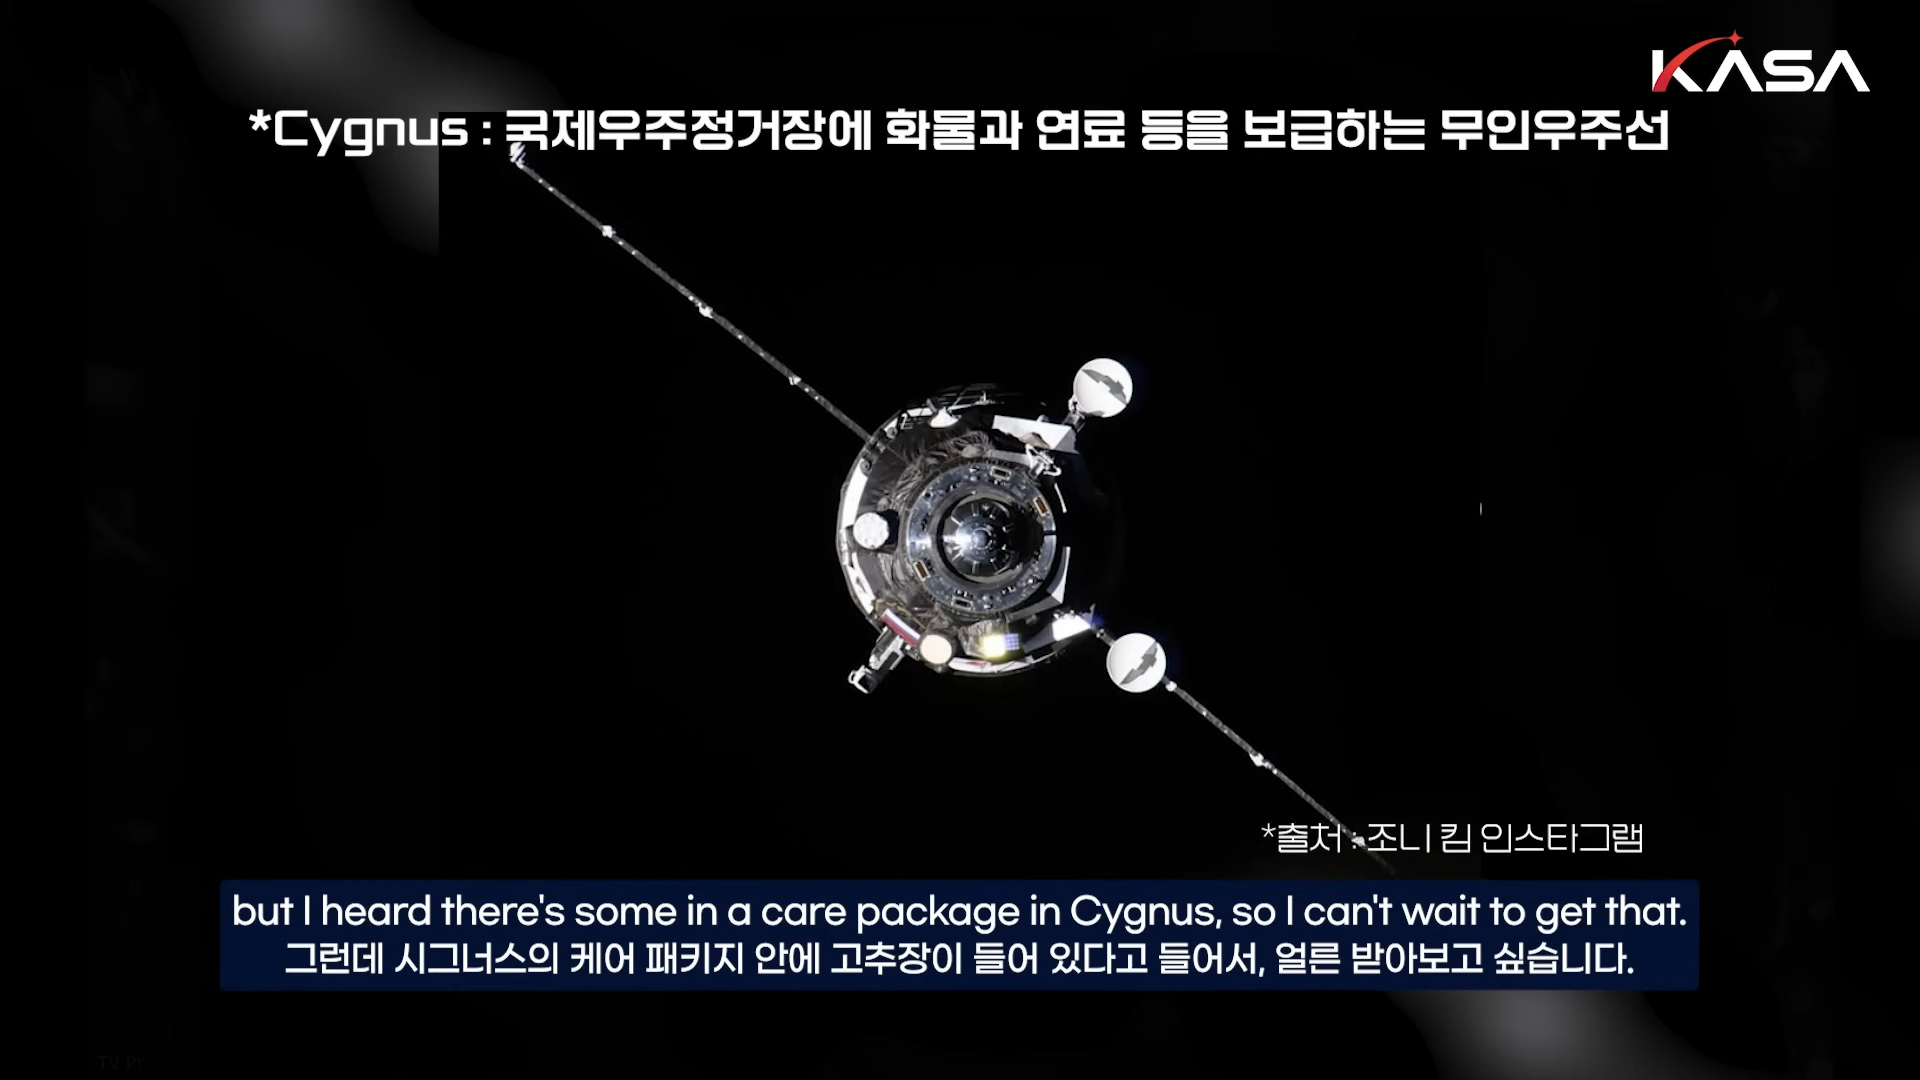 KASA
*Cygnus : 국제우주정거장에 화물과 연료 등을 보급하는 무인우주선
*출처 : 조니 킴 인스타그램
but I heard there's some in a care package in Cygnus, so I can't wait to get that.
그런데 시그너스의 케어 패키지 안에 고추장이 들어 있다고 들어서, 얼른 받아보고 싶습니다.